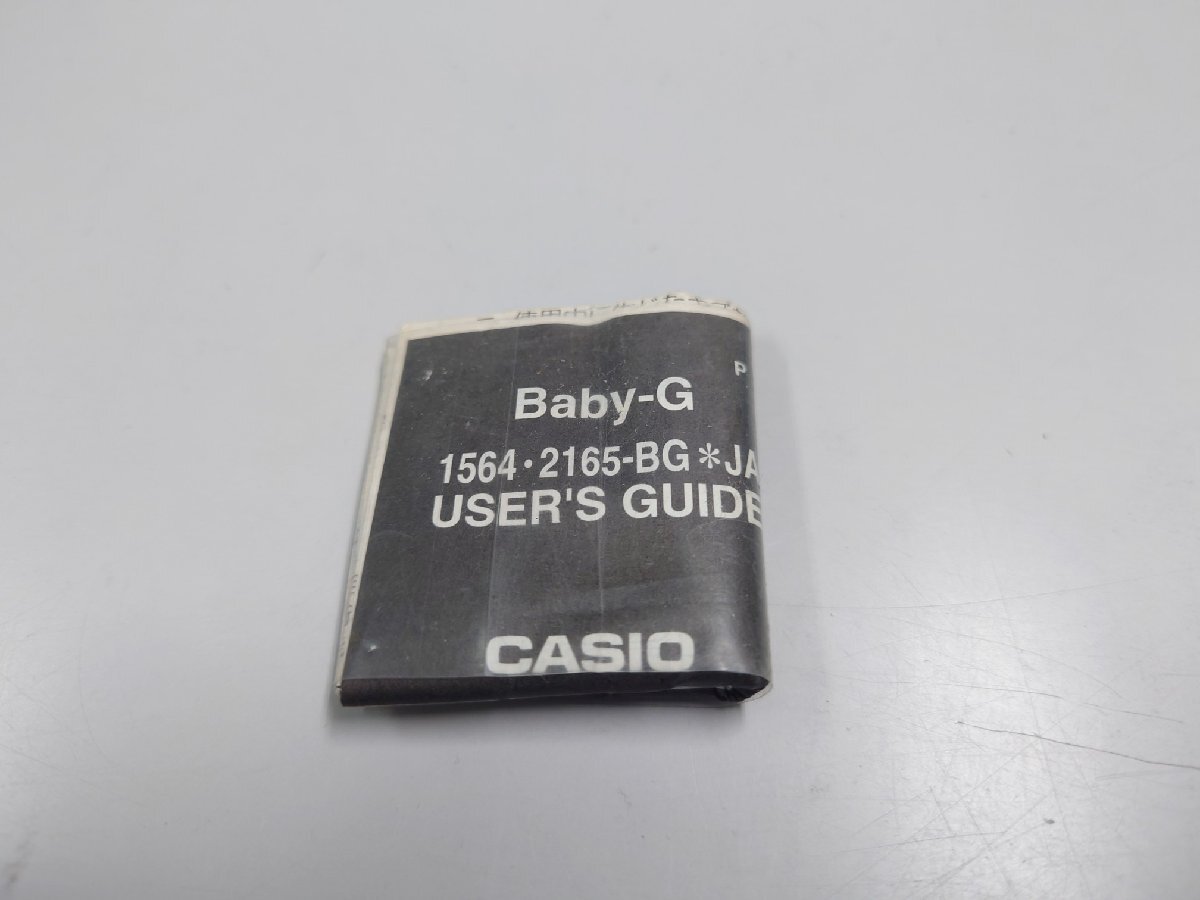 P
Baby-G
1564・2165-BG＊JA
USER'S GUIDE
CASIO